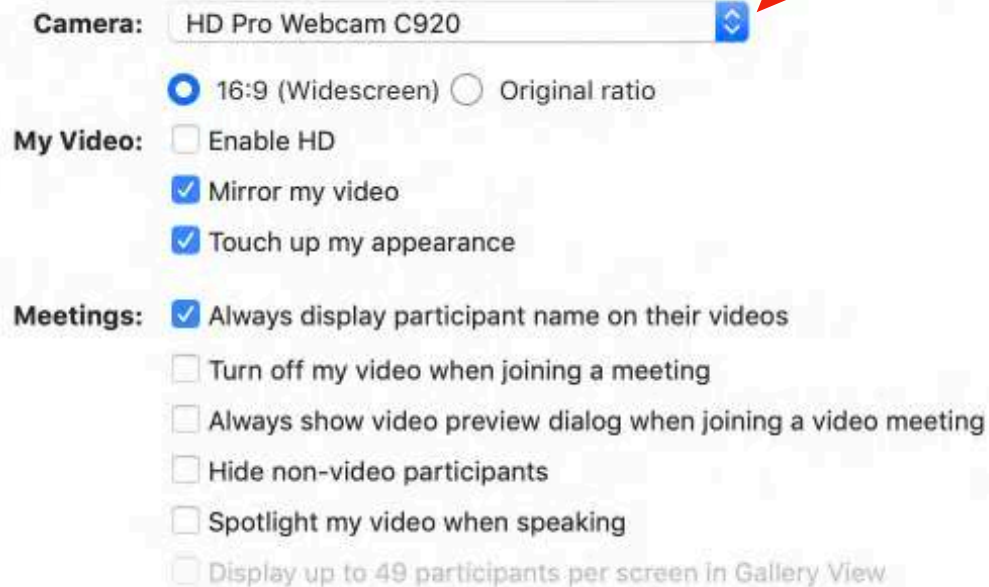 Camera: HD Pro Webcam C920
16:9 (Widescreen) Original ratio
My Video: Enable HD
Mirror my video
Touch up my appearance
Meetings: Always display participant name on their videos
Turn off my video when joining a meeting
Always show video preview dialog when joining a video meeting
Hide non-video participants
Spotlight my video when speaking
Display up to 49 participants per screen in Gallery View